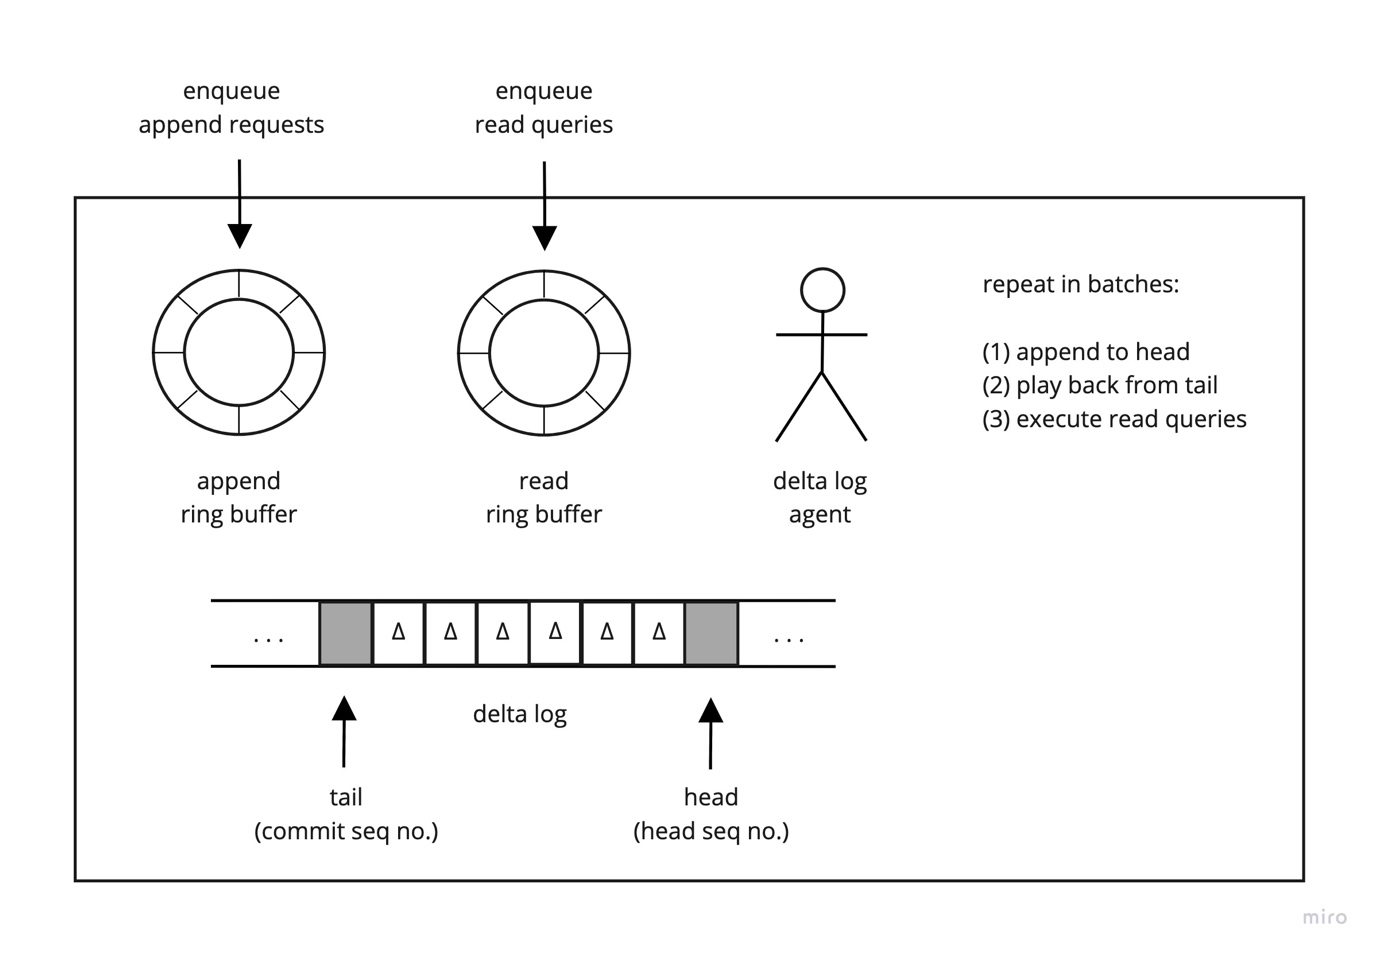 enqueue
append requests
enqueue
read queries
append
ring buffer
read
ring buffer
delta log
agent
repeat in batches:
(1) append to head
(2) play back from tail
(3) execute read queries
...
Δ Δ Δ Δ Δ Δ
...
delta log
tail
(commit seq no.)
head
(head seq no.)
miro